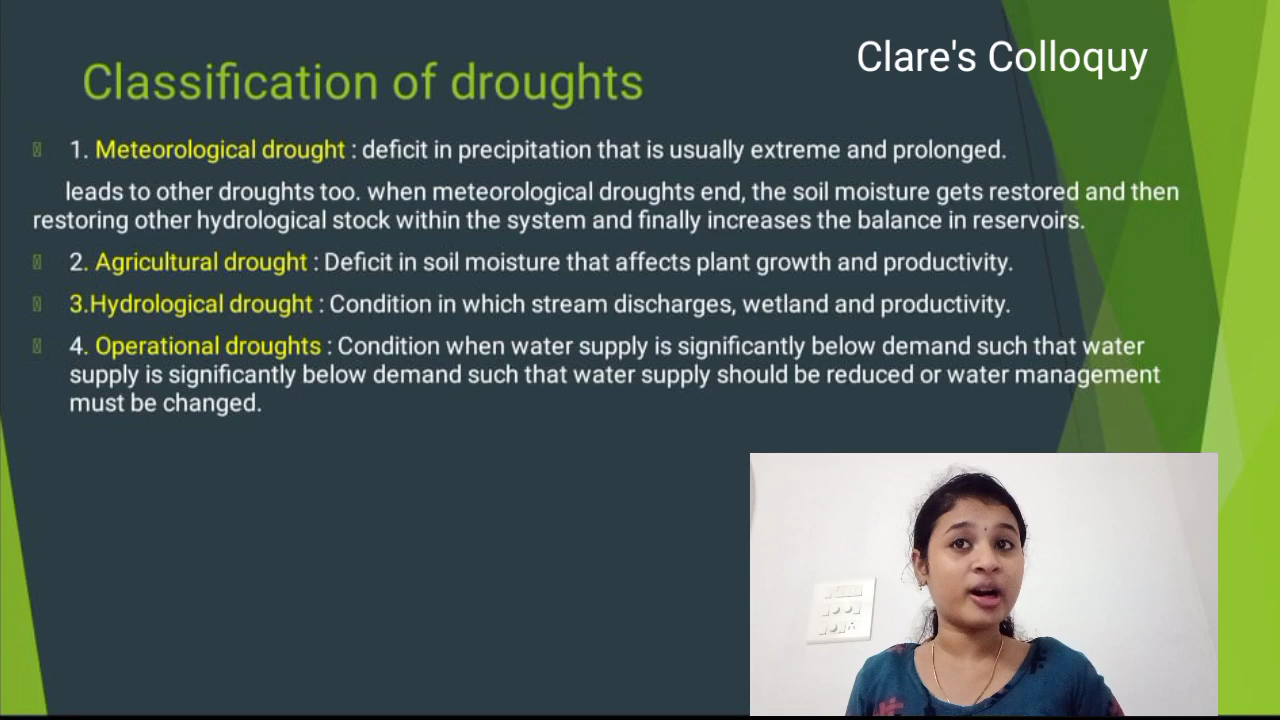 Clare's Colloquy
Classification of droughts
1. Meteorological drought : deficit in precipitation that is usually extreme and prolonged.
leads to other droughts too. when meteorological droughts end, the soil moisture gets restored and then
restoring other hydrological stock within the system and finally increases the balance in reservoirs.
2. Agricultural drought : Deficit in soil moisture that affects plant growth and productivity.
3.Hydrological drought : Condition in which stream discharges, wetland and productivity.
4. Operational droughts : Condition when water supply is significantly below demand such that water
supply is significantly below demand such that water supply should be reduced or water management
must be changed.